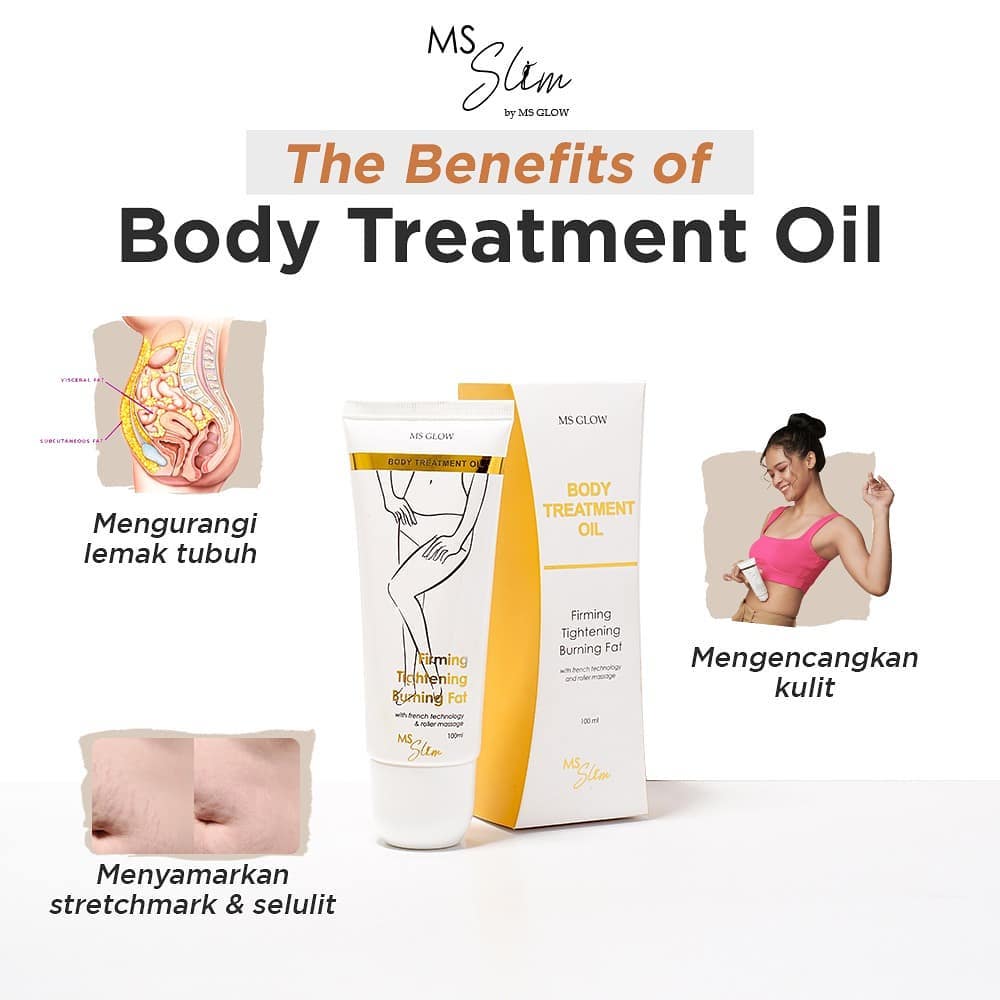 MS
Slim
by MS GLOW
The Benefits of
Body Treatment Oil
VISCERAL FAT
SUBCUTANEOUS FAT
Mengurangi
lemak tubuh
MS GLOW
BODY TREATMENT OIL
Firming
Tightening
Burning Fat
with french technology
& roller massage
100ml
MS
Slim
MS GLOW
BODY
TREATMENT
OIL
Firming
Tightening
Burning Fat
with french technology
and roller massage
100 ml
MS
Slim
Mengencangkan
kulit
Menyamarkan
stretchmark & selulit